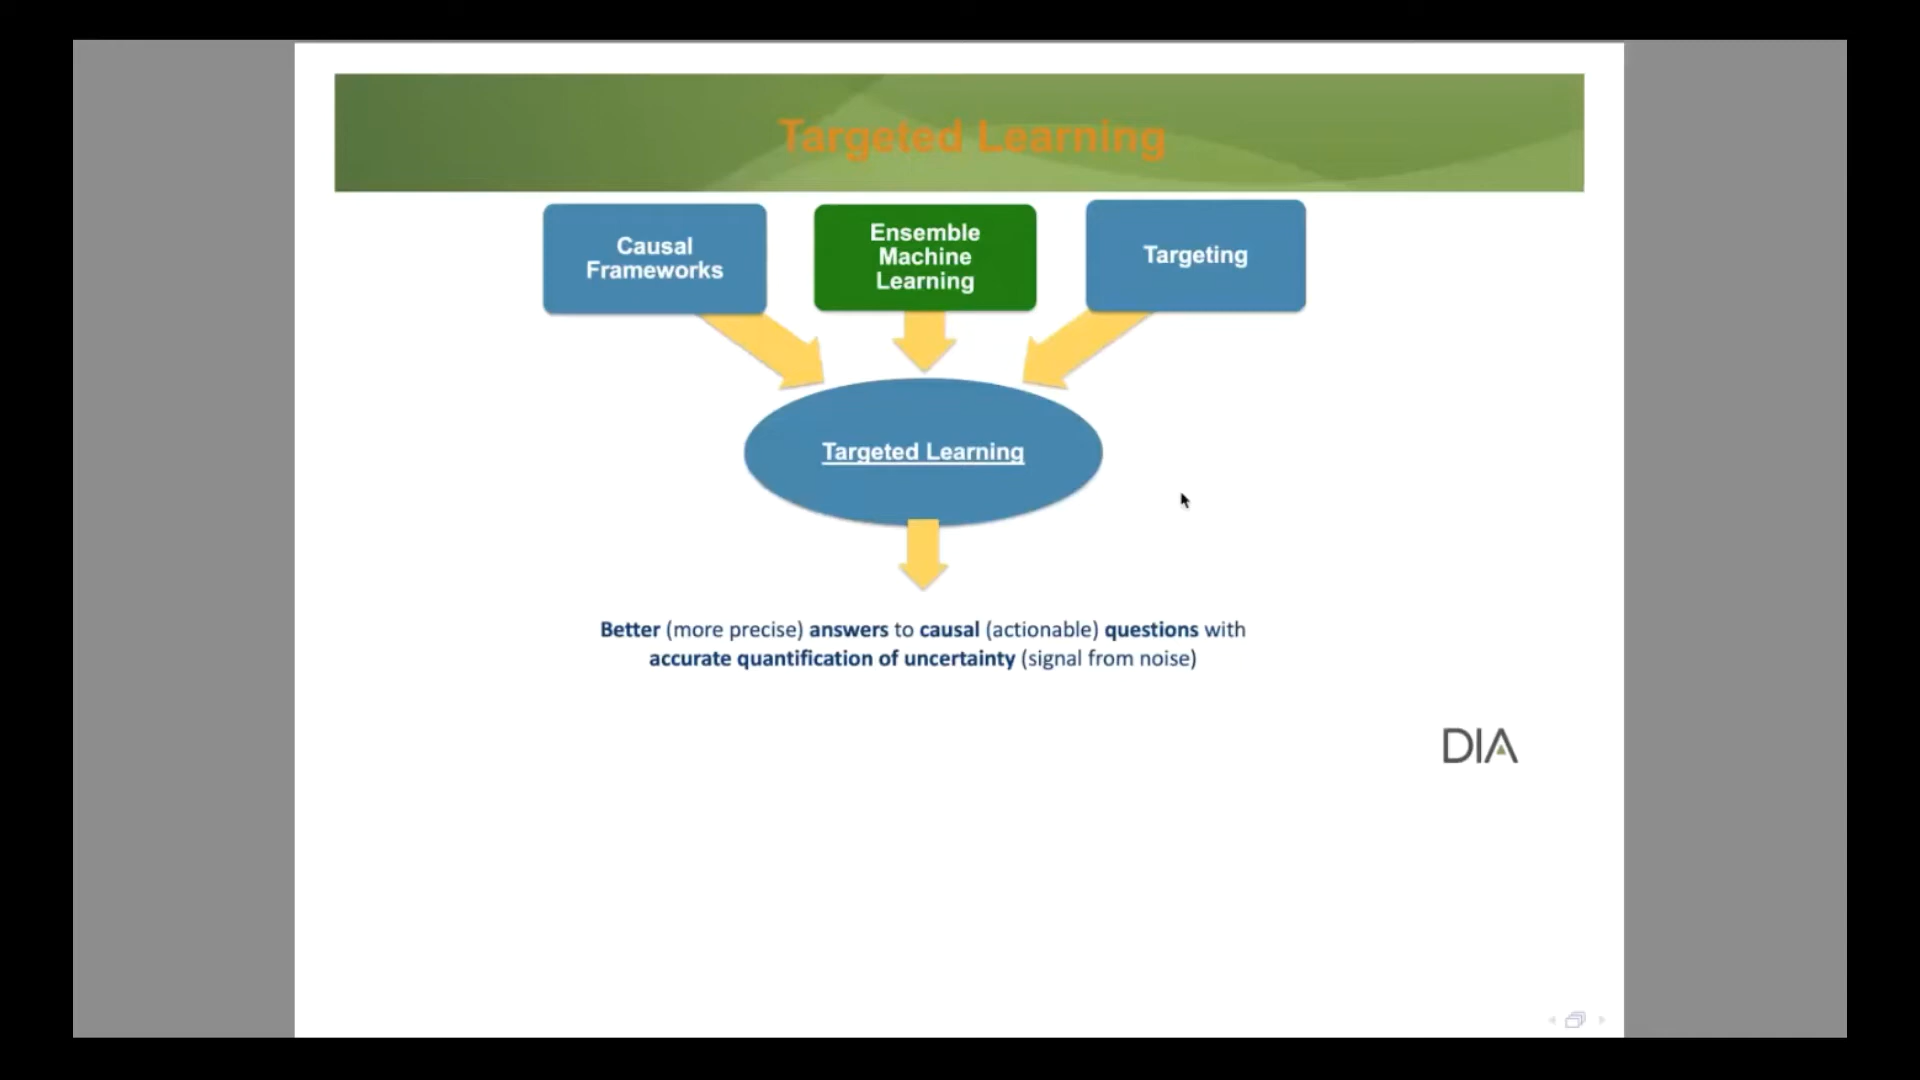 Targeted Learning
Causal
Frameworks
Ensemble
Machine
Learning
Targeting
Targeted Learning
Better (more precise) answers to causal (actionable) questions with
accurate quantification of uncertainty (signal from noise)
DIA